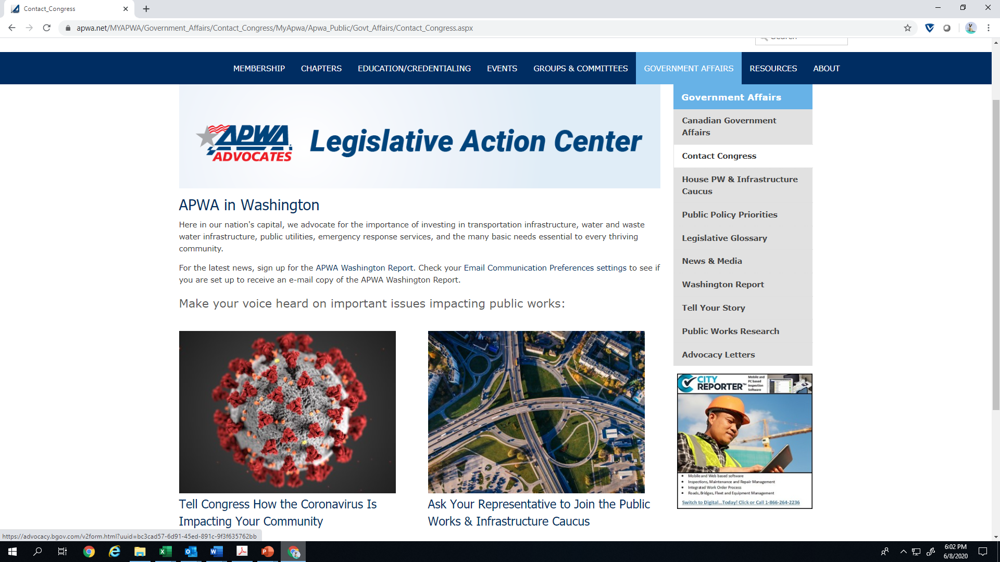 Contact_Congress
apwa.net/MYAPWA/Government_Affairs/Contact_Congress/MyApwa/Apwa_Public/Govt_Affairs/Contact_Congress.aspx
Search
MEMBERSHIP CHAPTERS EDUCATION/CREDENTIALING EVENTS GROUPS & COMMITTEES GOVERNMENT AFFAIRS RESOURCES ABOUT
APWA
ADVOCATES
Legislative Action Center
APWA in Washington
Here in our nation's capital, we advocate for the importance of investing in transportation infrastructure, water and waste
water infrastructure, public utilities, emergency response services, and the many basic needs essential to every thriving
community.
For the latest news, sign up for the APWA Washington Report. Check your Email Communication Preferences settings to see if
you are set up to receive an e-mail copy of the APWA Washington Report.
Make your voice heard on important issues impacting public works:
Tell Congress How the Coronavirus Is
Impacting Your Community
Ask Your Representative to Join the Public
Works & Infrastructure Caucus
Government Affairs
Canadian Government
Affairs
Contact Congress
House PW & Infrastructure
Caucus
Public Policy Priorities
Legislative Glossary
News & Media
Washington Report
Tell Your Story
Public Works Research
Advocacy Letters
CITY
REPORTER™
Mobile and
PC based
Inspection
Software
• Mobile and Web based software
• Inspections, Maintenance and Repair Management
• Integrated Work Order Process
• Roads, Bridges, Fleet and Equipment Management
Switch to Digital...Today! Click or Call 1-866-264-2236
https://advocacy.bgov.com/v2form.html?uuid=bc3cad57-6d91-45ed-891c-9f3f635762bb
6:02 PM
6/8/2020